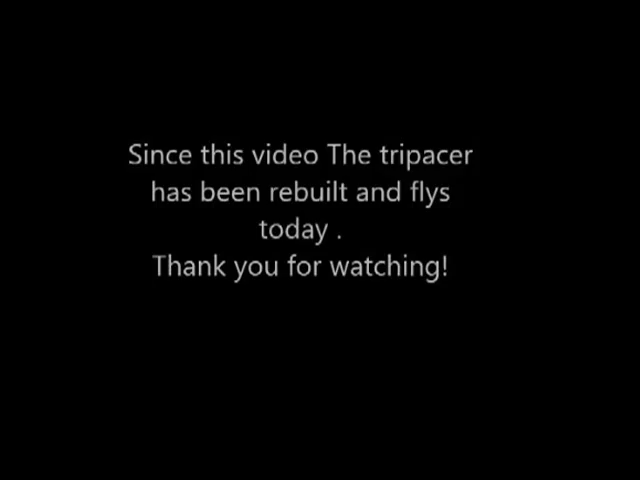 Since this video The tripacer
has been rebuilt and flys
today .
Thank you for watching!